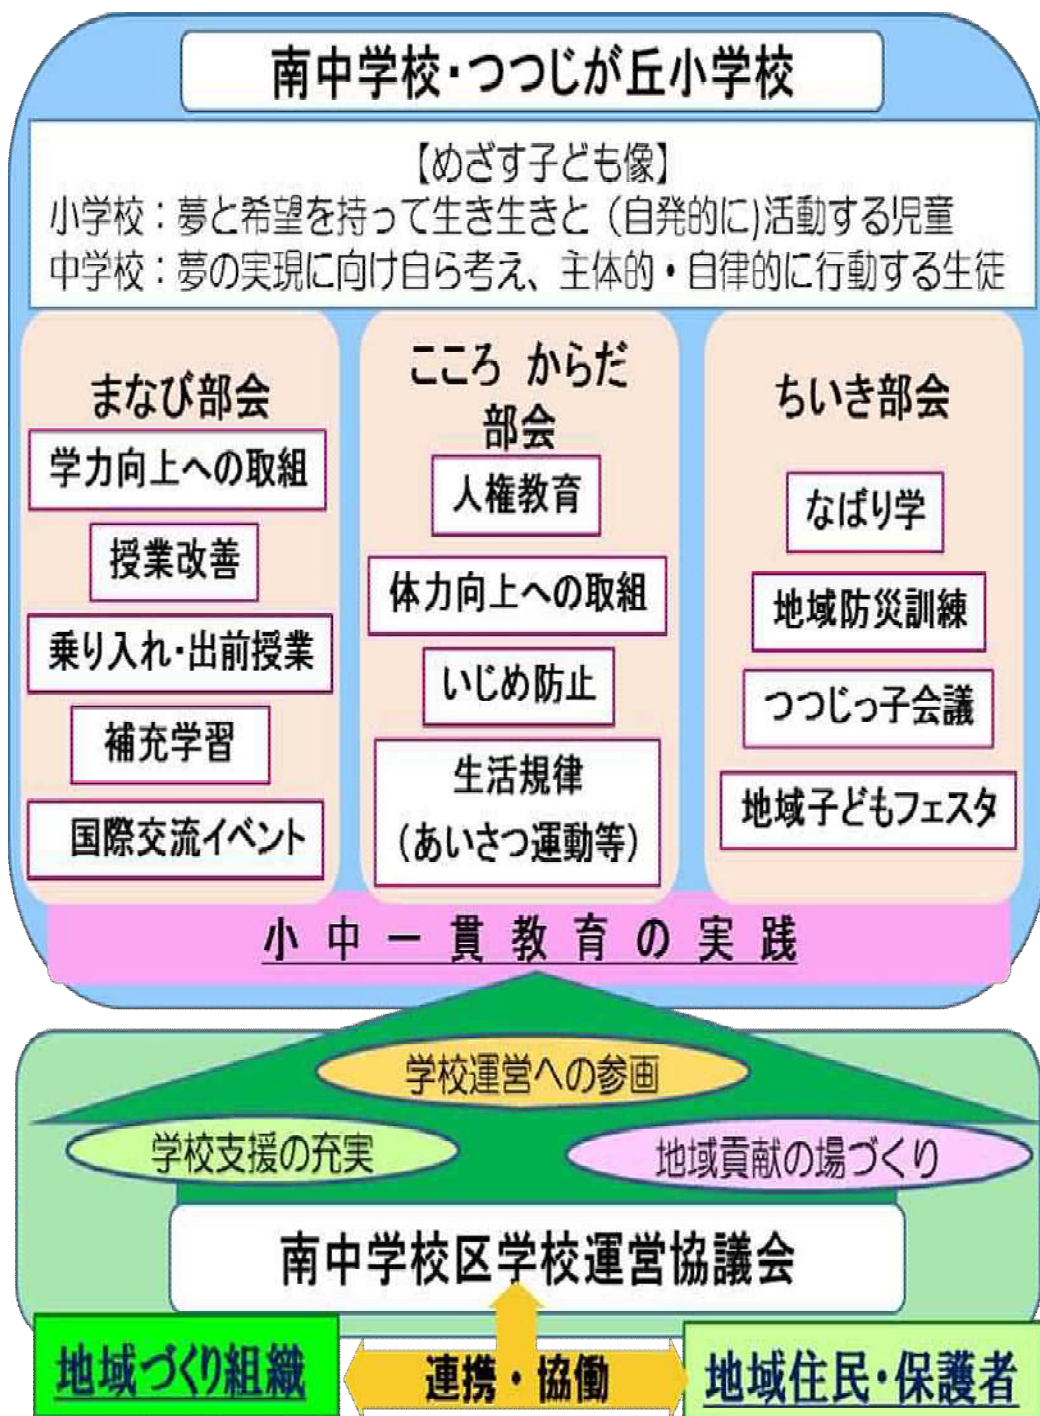 南中学校・つつじが丘小学校
【めざす子ども像】
小学校：夢と希望を持って生き生きと（自発的に)活動する児童
中学校：夢の実現に向け自ら考え、主体的・自律的に行動する生徒
まなび部会
学力向上への取組
授業改善
乗り入れ・出前授業
補充学習
国際交流イベント
こころ からだ
部会
人権教育
体力向上への取組
いじめ防止
生活規律
（あいさつ運動等）
ちいき部会
なばり学
地域防災訓練
つつじっ子会議
地域子どもフェスタ
小中一貫教育の実践
学校運営への参画
学校支援の充実
地域貢献の場づくり
南中学校区学校運営協議会
地域づくり組織
連携・協働
地域住民・保護者